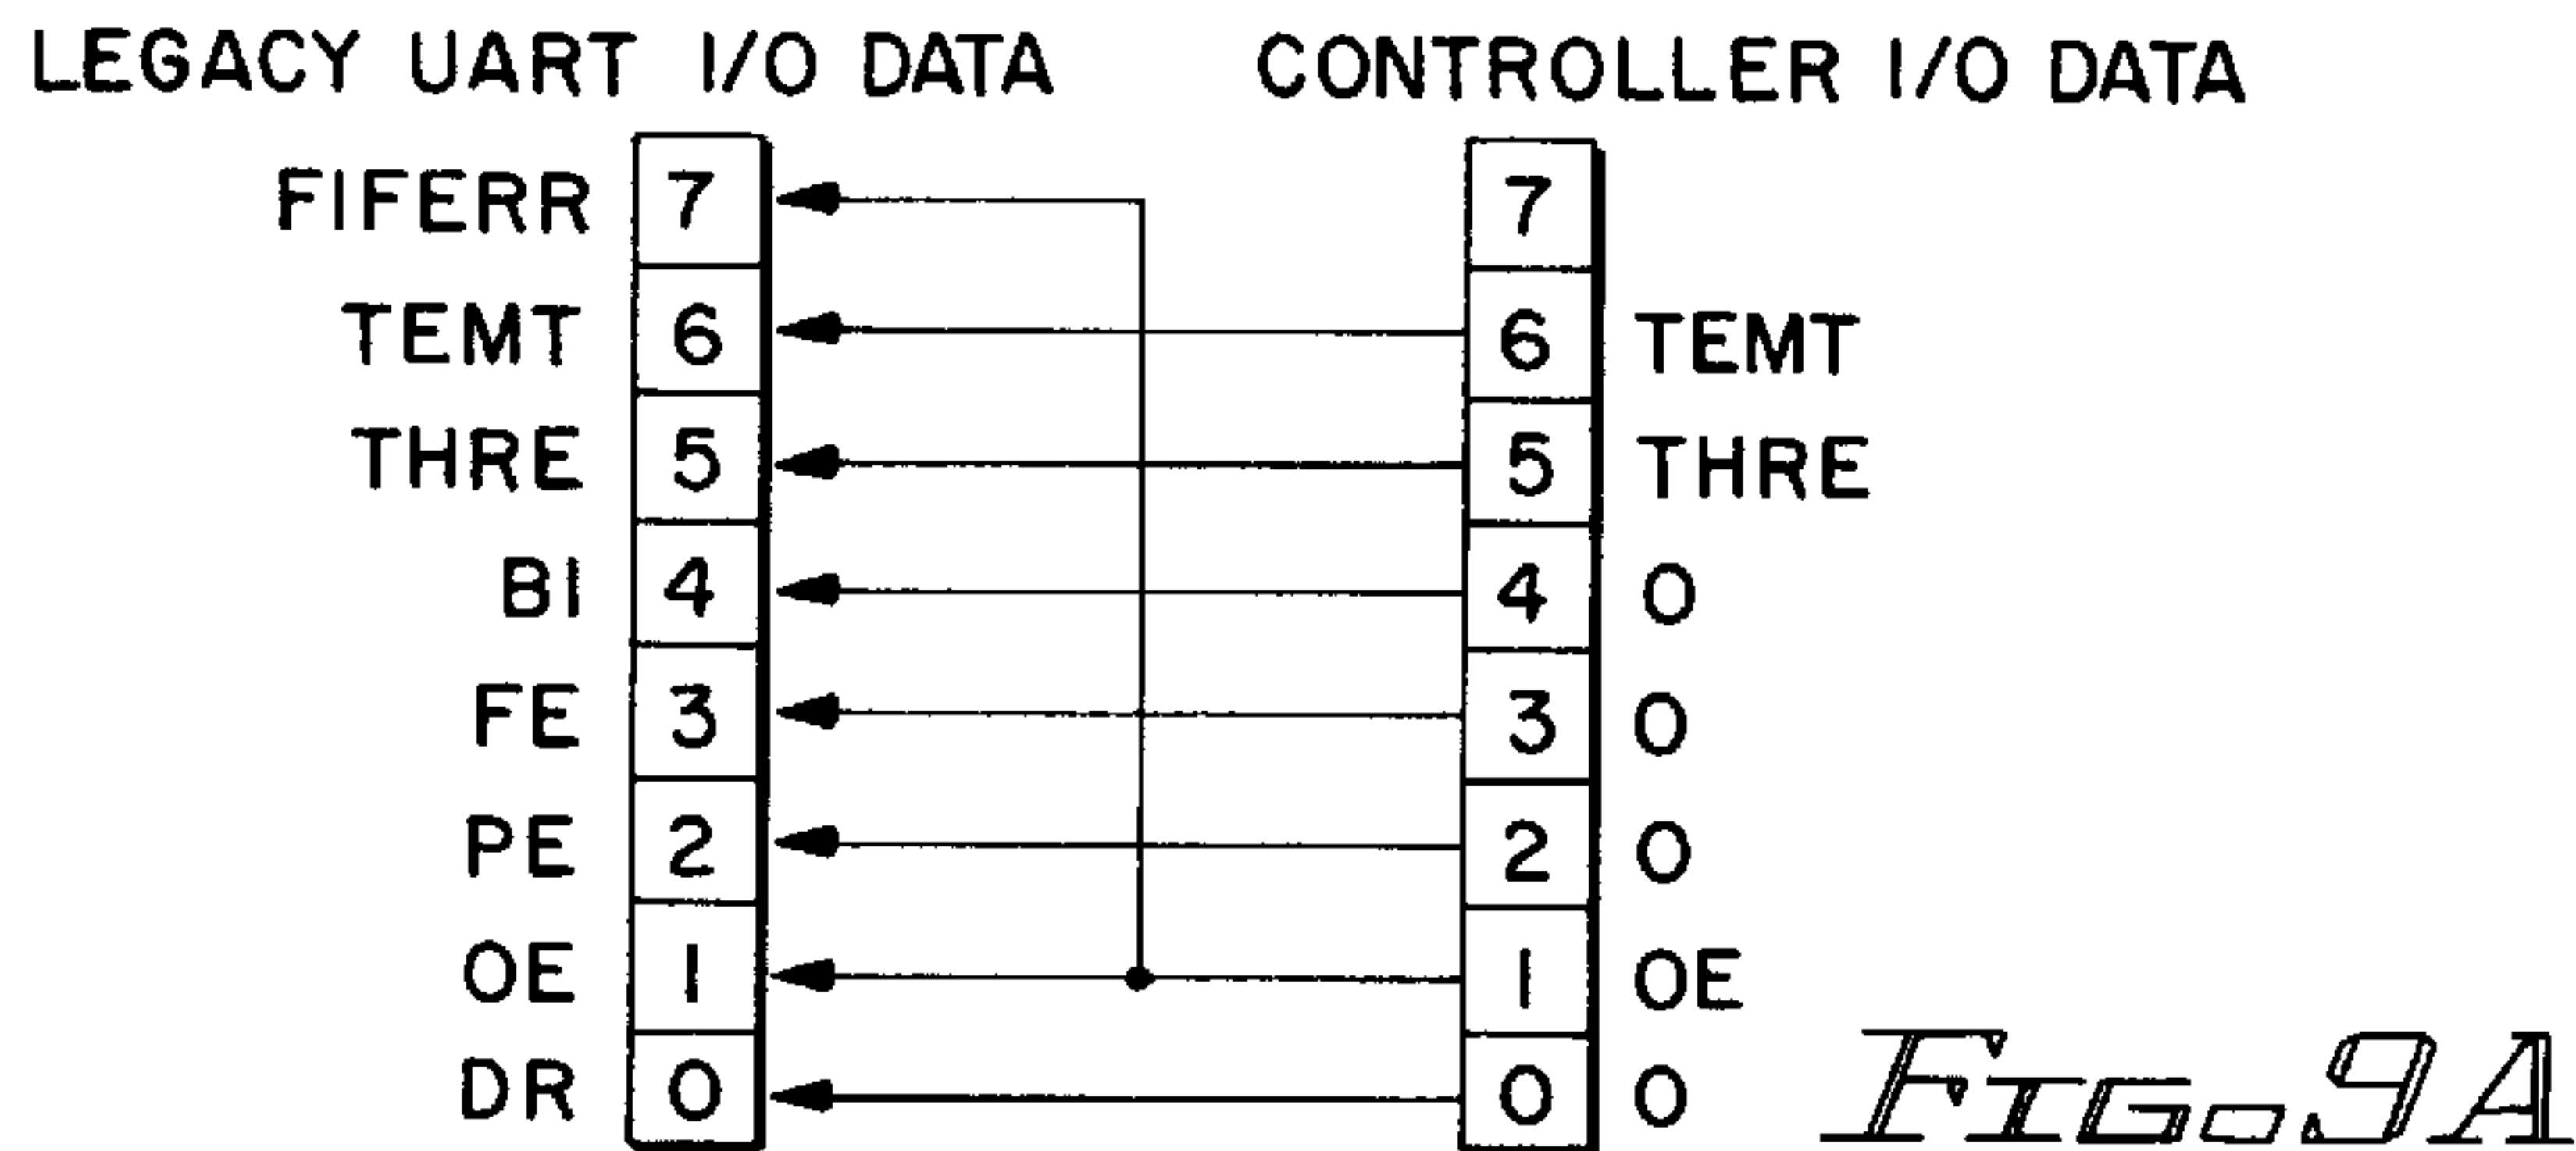 LEGACY UART I/O DATA CONTROLLER I/O DATA
FIFERR 7 7
TEMT 6 6 TEMT
THRE 5 5 THRE
BI 4 4 0
FE 3 3 0
PE 2 2 0
OE 1 1 OE
DR 0 0 0
FIG. 9A